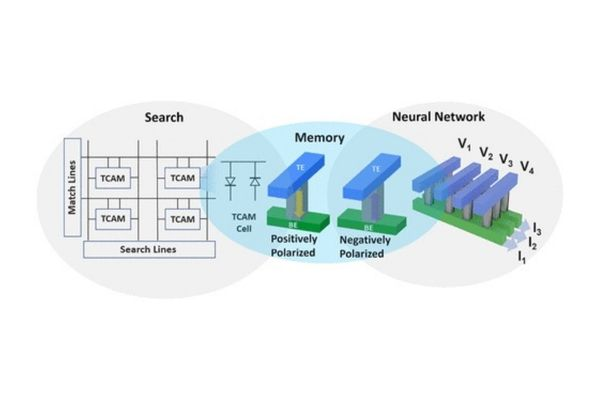 Search
Memory
Neural Network
Match Lines
TCAM
TCAM
TCAM
TCAM
Search Lines
TCAM
Cell
TE
BE
Positively
Polarized
TE
BE
Negatively
Polarized
V1
V2
V3
V4
I3
I2
I1